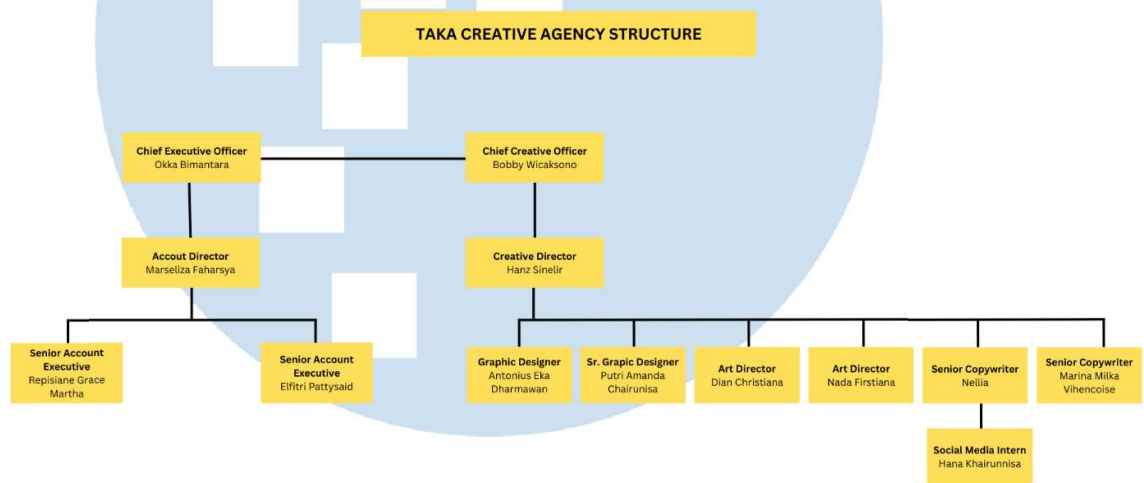 TAKA CREATIVE AGENCY STRUCTURE
Chief Executive Officer
Okka Bimantara
Chief Creative Officer
Bobby Wicaksono
Accout Director
Marseliza Faharsya
Creative Director
Hanz Sinelir
Senior Account
Executive
Repisiane Grace
Martha
Senior Account
Executive
Elfitri Pattysaid
Graphic Designer
Antonius Eka
Dharmawan
Sr. Grapic Designer
Putri Amanda
Chairunisa
Art Director
Dian Christiana
Art Director
Nada Firstiana
Senior Copywriter
Nellia
Senior Copywriter
Marina Milka
Vihencoise
Social Media Intern
Hana Khairunnisa